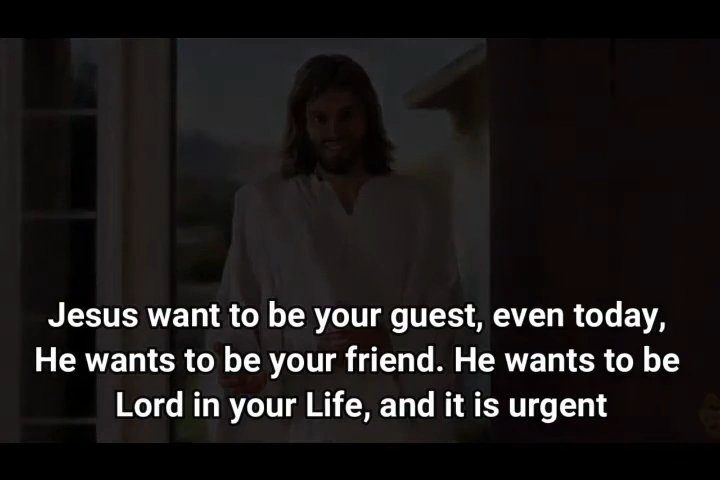 Jesus want to be your guest, even today,
He wants to be your friend. He wants to be
Lord in your Life, and it is urgent